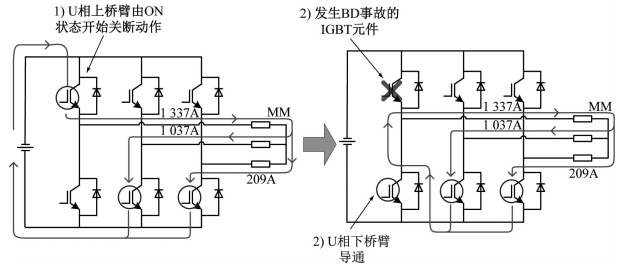 1) U相上桥臂由ON
状态开始关断动作
1 337A
MM
1 037A
209A
2) 发生BD事故的
IGBT元件
1 337A
MM
1 037A
209A
2) U相下桥臂
导通